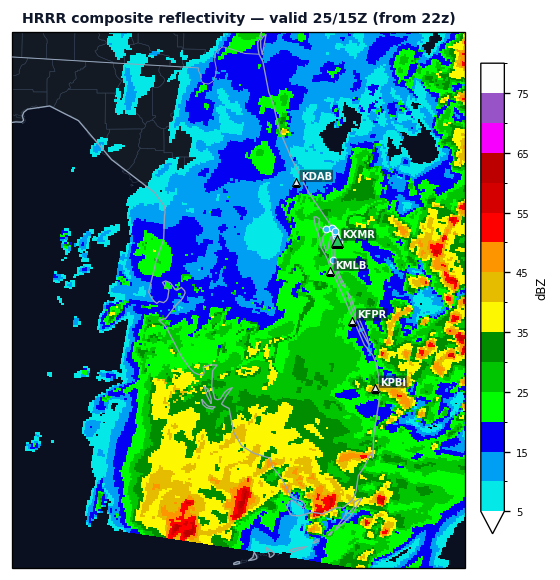 HRRR composite reflectivity — valid 25/15Z (from 22z)
KDAB
KXMR
KMLB
KFPR
KPBI
75
65
55
45
35
25
15
5
dBZ